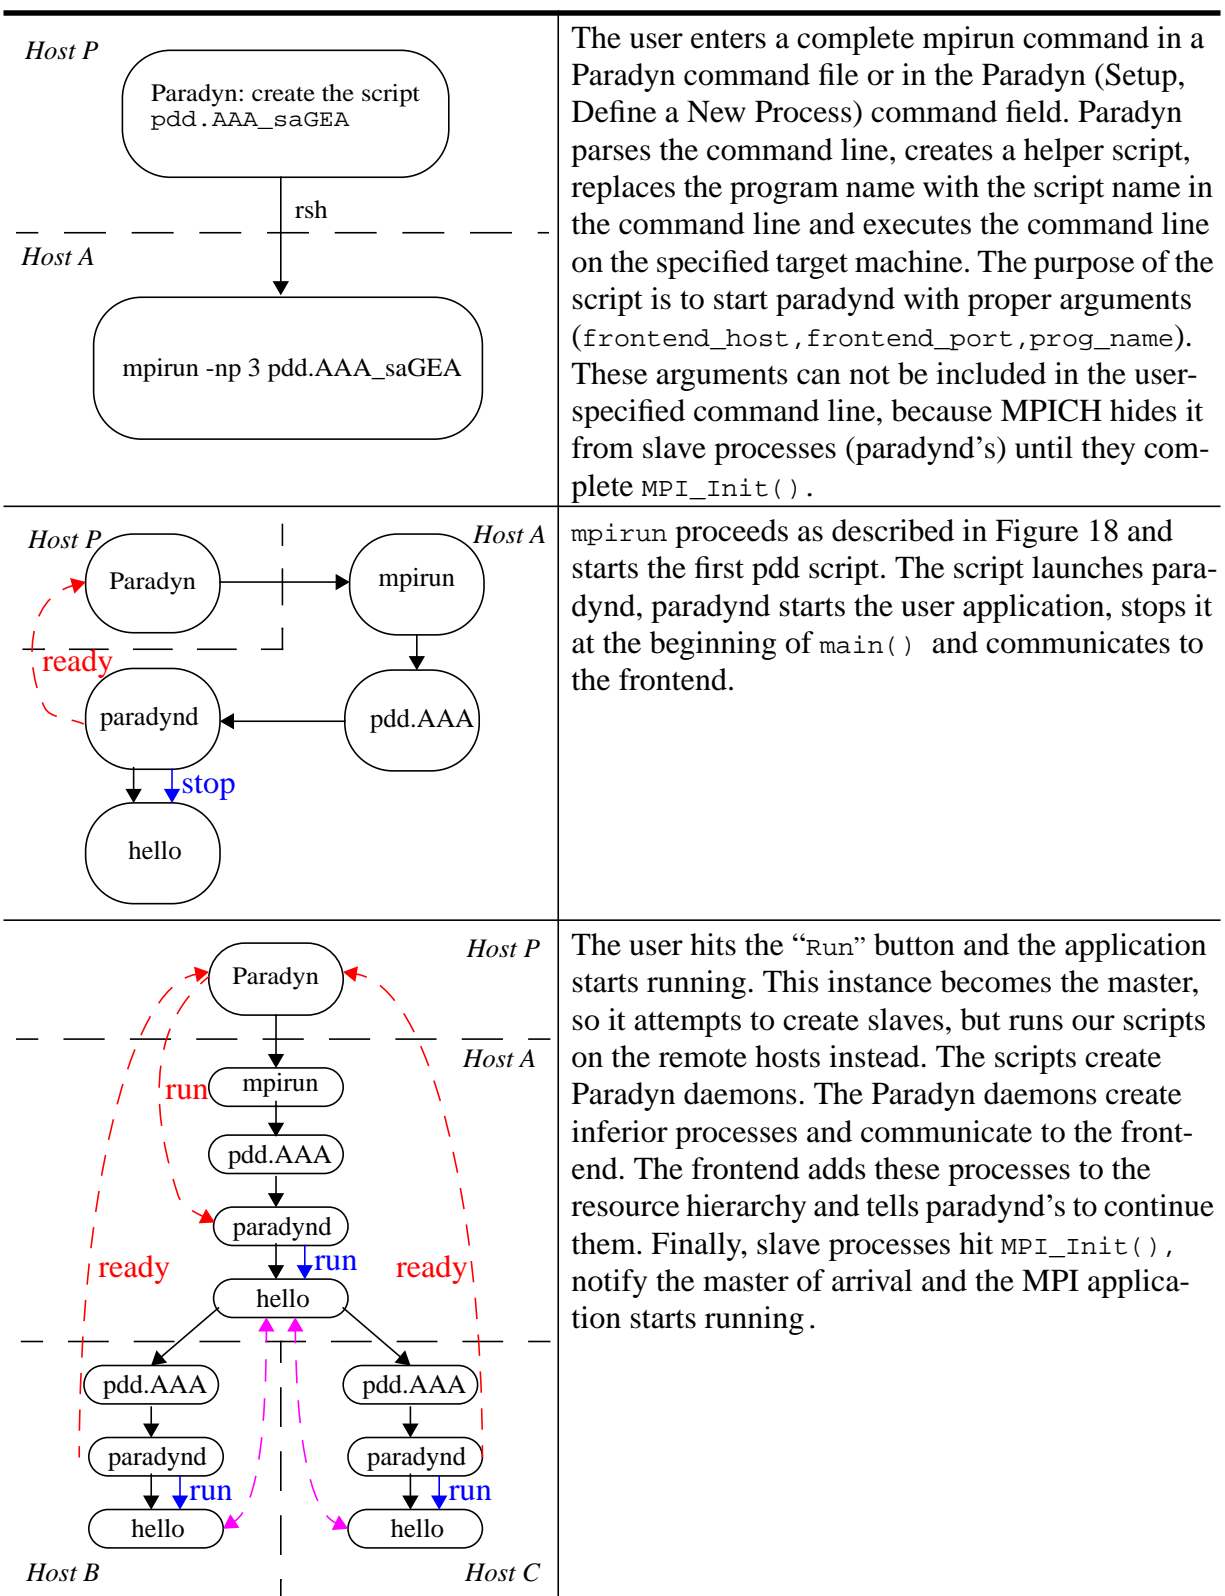 Host P
Paradyn: create the script
pdd.AAA_saGEA
rsh
Host A
mpirun -np 3 pdd.AAA_saGEA
The user enters a complete mpirun command in a
Paradyn command file or in the Paradyn (Setup,
Define a New Process) command field. Paradyn
parses the command line, creates a helper script,
replaces the program name with the script name in
the command line and executes the command line
on the specified target machine. The purpose of the
script is to start paradynd with proper arguments
(frontend_host,frontend_port,prog_name).
These arguments can not be included in the user-
specified command line, because MPICH hides it
from slave processes (paradynd's) until they com-
plete MPI_Init().
Host P
Host A
Paradyn
mpirun
ready
paradynd
pdd.AAA
stop
hello
mpirun proceeds as described in Figure 18 and
starts the first pdd script. The script launches para-
dynd, paradynd starts the user application, stops it
at the beginning of main() and communicates to
the frontend.
Host P
Paradyn
Host A
run
mpirun
pdd.AAA
paradynd
ready
run
ready
hello
pdd.AAA
pdd.AAA
paradynd
paradynd
run
run
hello
hello
Host B
Host C
The user hits the “Run” button and the application
starts running. This instance becomes the master,
so it attempts to create slaves, but runs our scripts
on the remote hosts instead. The scripts create
Paradyn daemons. The Paradyn daemons create
inferior processes and communicate to the front-
end. The frontend adds these processes to the
resource hierarchy and tells paradynd's to continue
them. Finally, slave processes hit MPI_Init(),
notify the master of arrival and the MPI applica-
tion starts running.